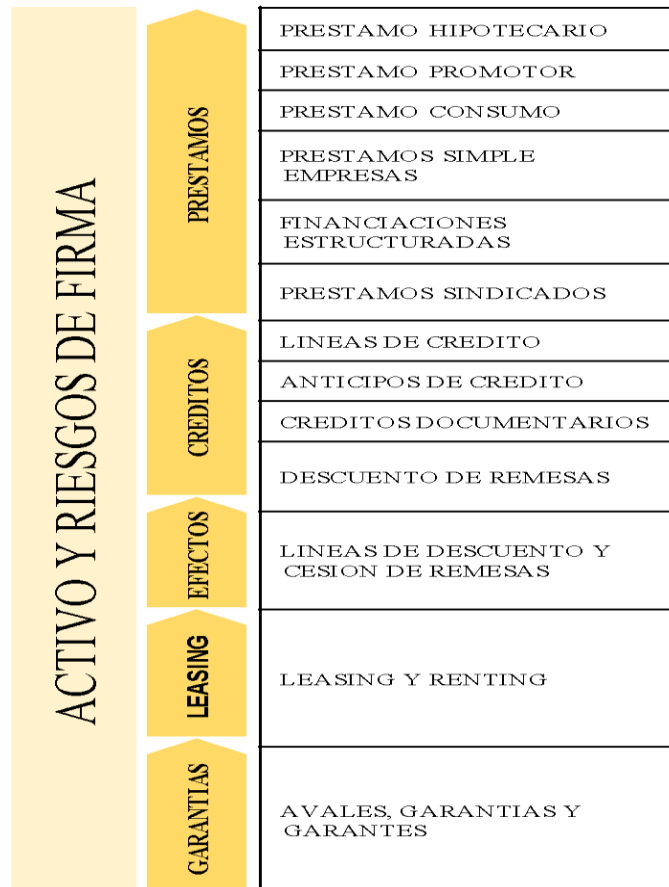 ACTIVO Y RIESGOS DE FIRMA
PRESTAMOS
PRESTAMO HIPOTECARIO
PRESTAMO PROMOTOR
PRESTAMO CONSUMO
PRESTAMOS SIMPLE
EMPRESAS
FINANCIACIONES
ESTRUCTURADAS
PRESTAMOS SINDICADOS
CREDITOS
LINEAS DE CREDITO
ANTICIPOS DE CREDITO
CREDITOS DOCUMENTARIOS
DESCUENTO DE REMESAS
EFECTOS
LINEAS DE DESCUENTO Y
CESION DE REMESAS
LEASING
LEASING Y RENTING
GARANTIAS
AVALES, GARANTIAS Y
GARANTES